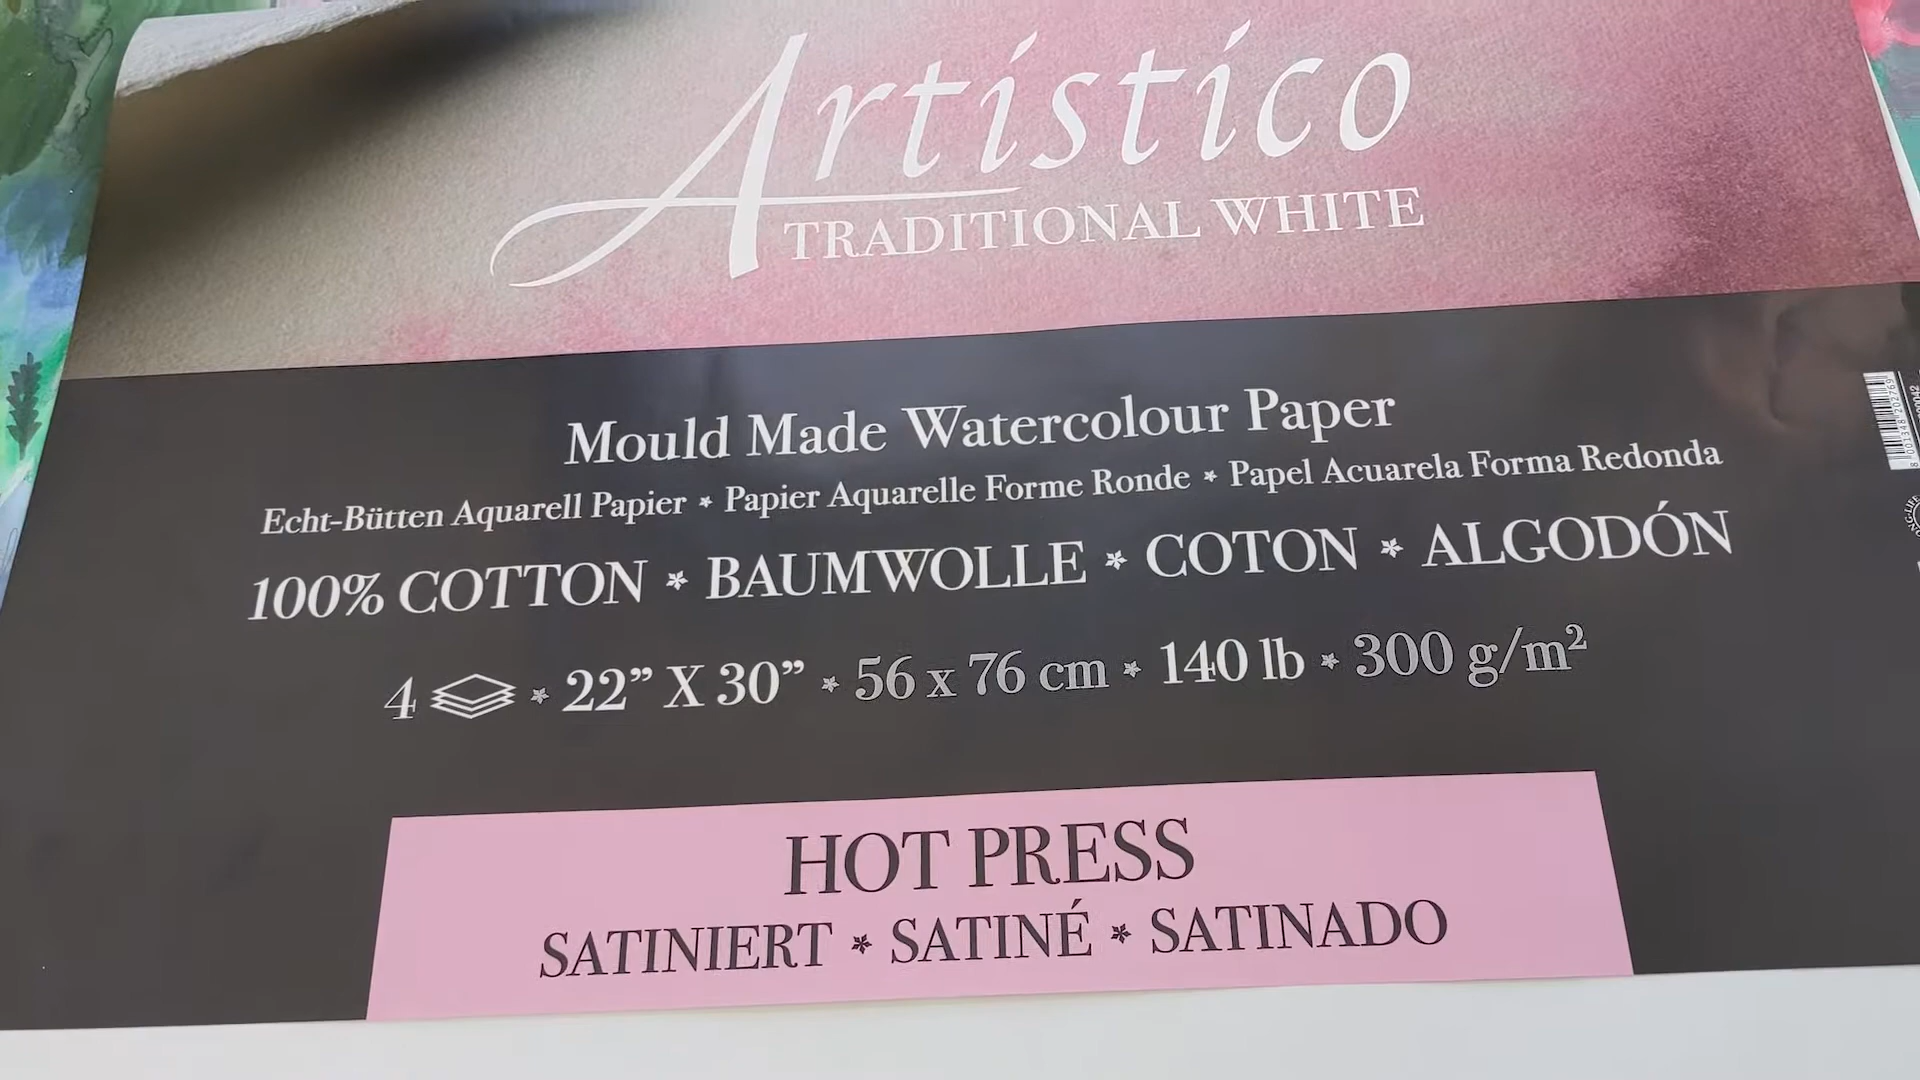 Artistico
TRADITIONAL WHITE
Mould Made Watercolour Paper
Echt-Bütten Aquarell Papier * Papier Aquarelle Forme Ronde * Papel Acuarela Forma Redonda
100% COTTON * BAUMWOLLE * COTON * ALGODÓN
4 * 22” X 30” * 56 x 76 cm * 140 lb * 300 g/m²
HOT PRESS
SATINIERT * SATINÉ * SATINADO